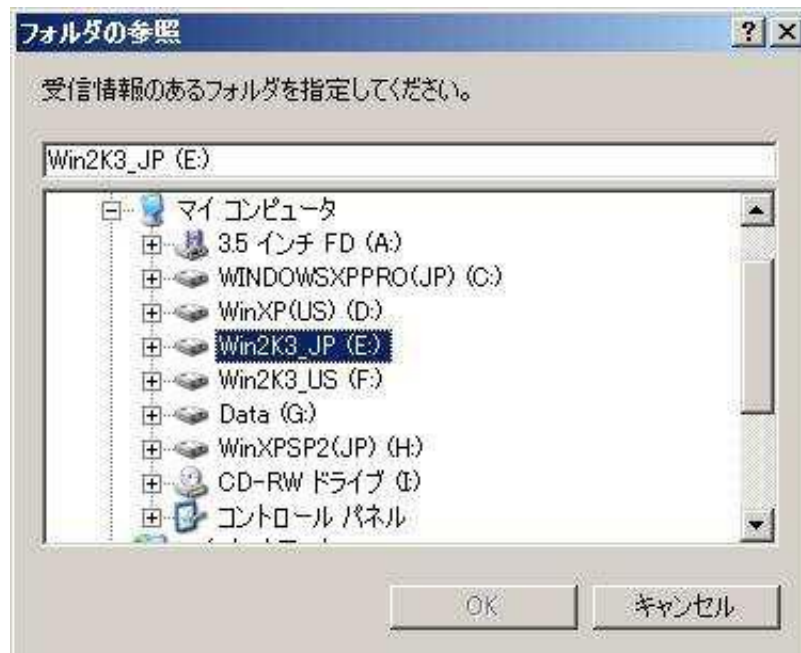 フォルダの参照
受信情報のあるフォルダを指定してください。
Win2K3_JP (E:)
マイ コンピュータ
3.5 インチ FD (A:)
WINDOWSXPPRO(JP) (C:)
WinXP(US) (D:)
Win2K3_JP (E:)
Win2K3_US (F:)
Data (G:)
WinXPSP2(JP) (H:)
CD-RW ドライブ (I:)
コントロール パネル
OK
キャンセル